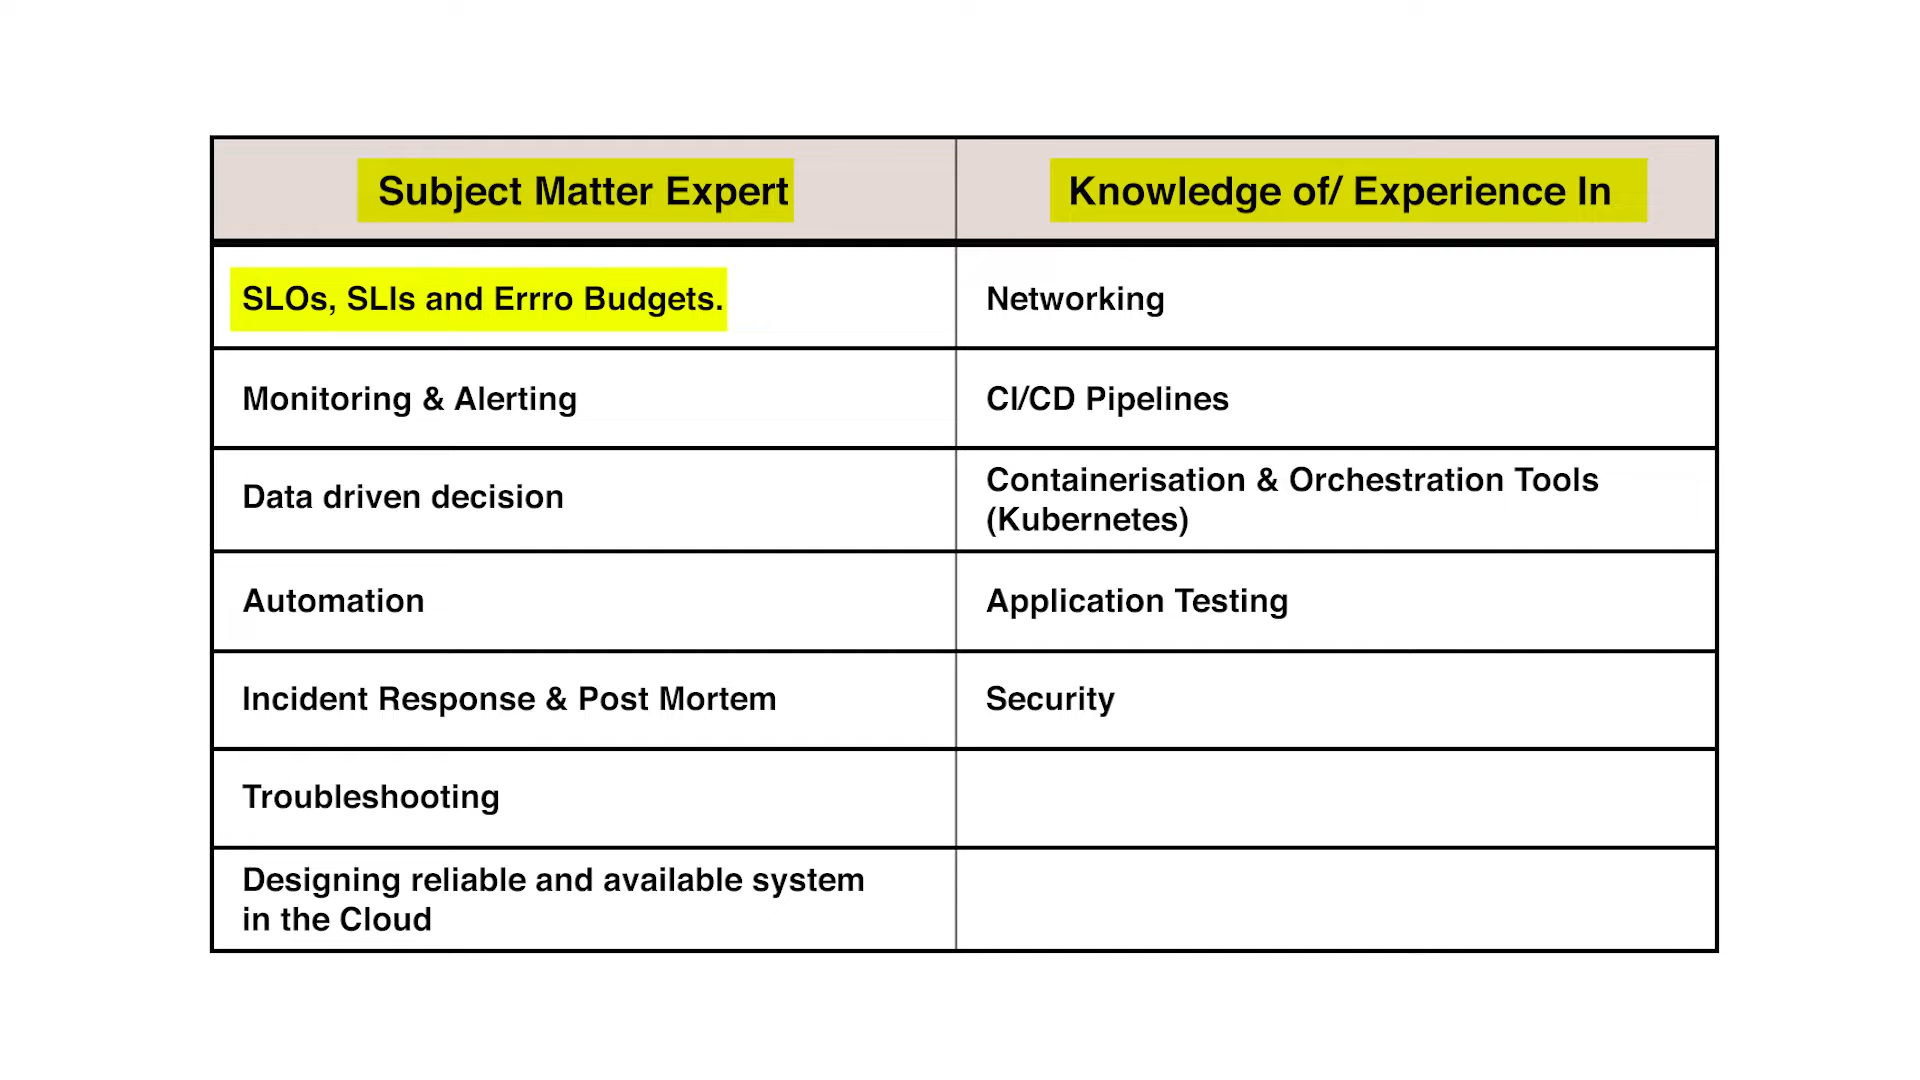 Subject Matter Expert
Knowledge of/ Experience In
SLOs, SLIs and Errro Budgets.
Networking
Monitoring & Alerting
CI/CD Pipelines
Data driven decision
Containerisation & Orchestration Tools
(Kubernetes)
Automation
Application Testing
Incident Response & Post Mortem
Security
Troubleshooting
Designing reliable and available system
in the Cloud